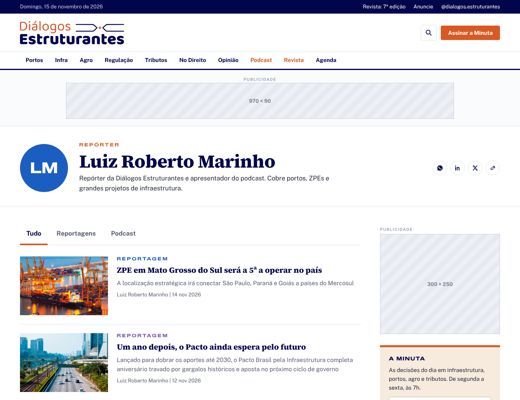 Domingo, 15 de novembro de 2026
Revista: 7ª edição
Anuncie
@dialogos.estruturantes
Diálogos
Estruturantes
Assinar a Minuta
Portos
Infra
Agro
Regulação
Tributos
No Direito
Opinião
Podcast
Revista
Agenda
PUBLICIDADE
970 × 90
LM
REPÓRTER
Luiz Roberto Marinho
Repórter da Diálogos Estruturantes e apresentador do podcast. Cobre portos, ZPEs e
grandes projetos de infraestrutura.
Tudo
Reportagens
Podcast
REPORTAGEM
ZPE em Mato Grosso do Sul será a 5ª a operar no país
A localização estratégica irá conectar São Paulo, Paraná e Goiás a países do Mercosul
Luiz Roberto Marinho | 14 nov 2026
REPORTAGEM
Um ano depois, o Pacto ainda espera pelo futuro
Lançado para dobrar os aportes até 2030, o Pacto Brasil pela Infraestrutura completa
aniversário travado por gargalos históricos e aposta no próximo ciclo de governo
Luiz Roberto Marinho | 12 nov 2026
PUBLICIDADE
300 × 250
A MINUTA
As decisões do dia em infraestrutura,
portos, agro e tributos. De segunda a
sexta, às 7h.